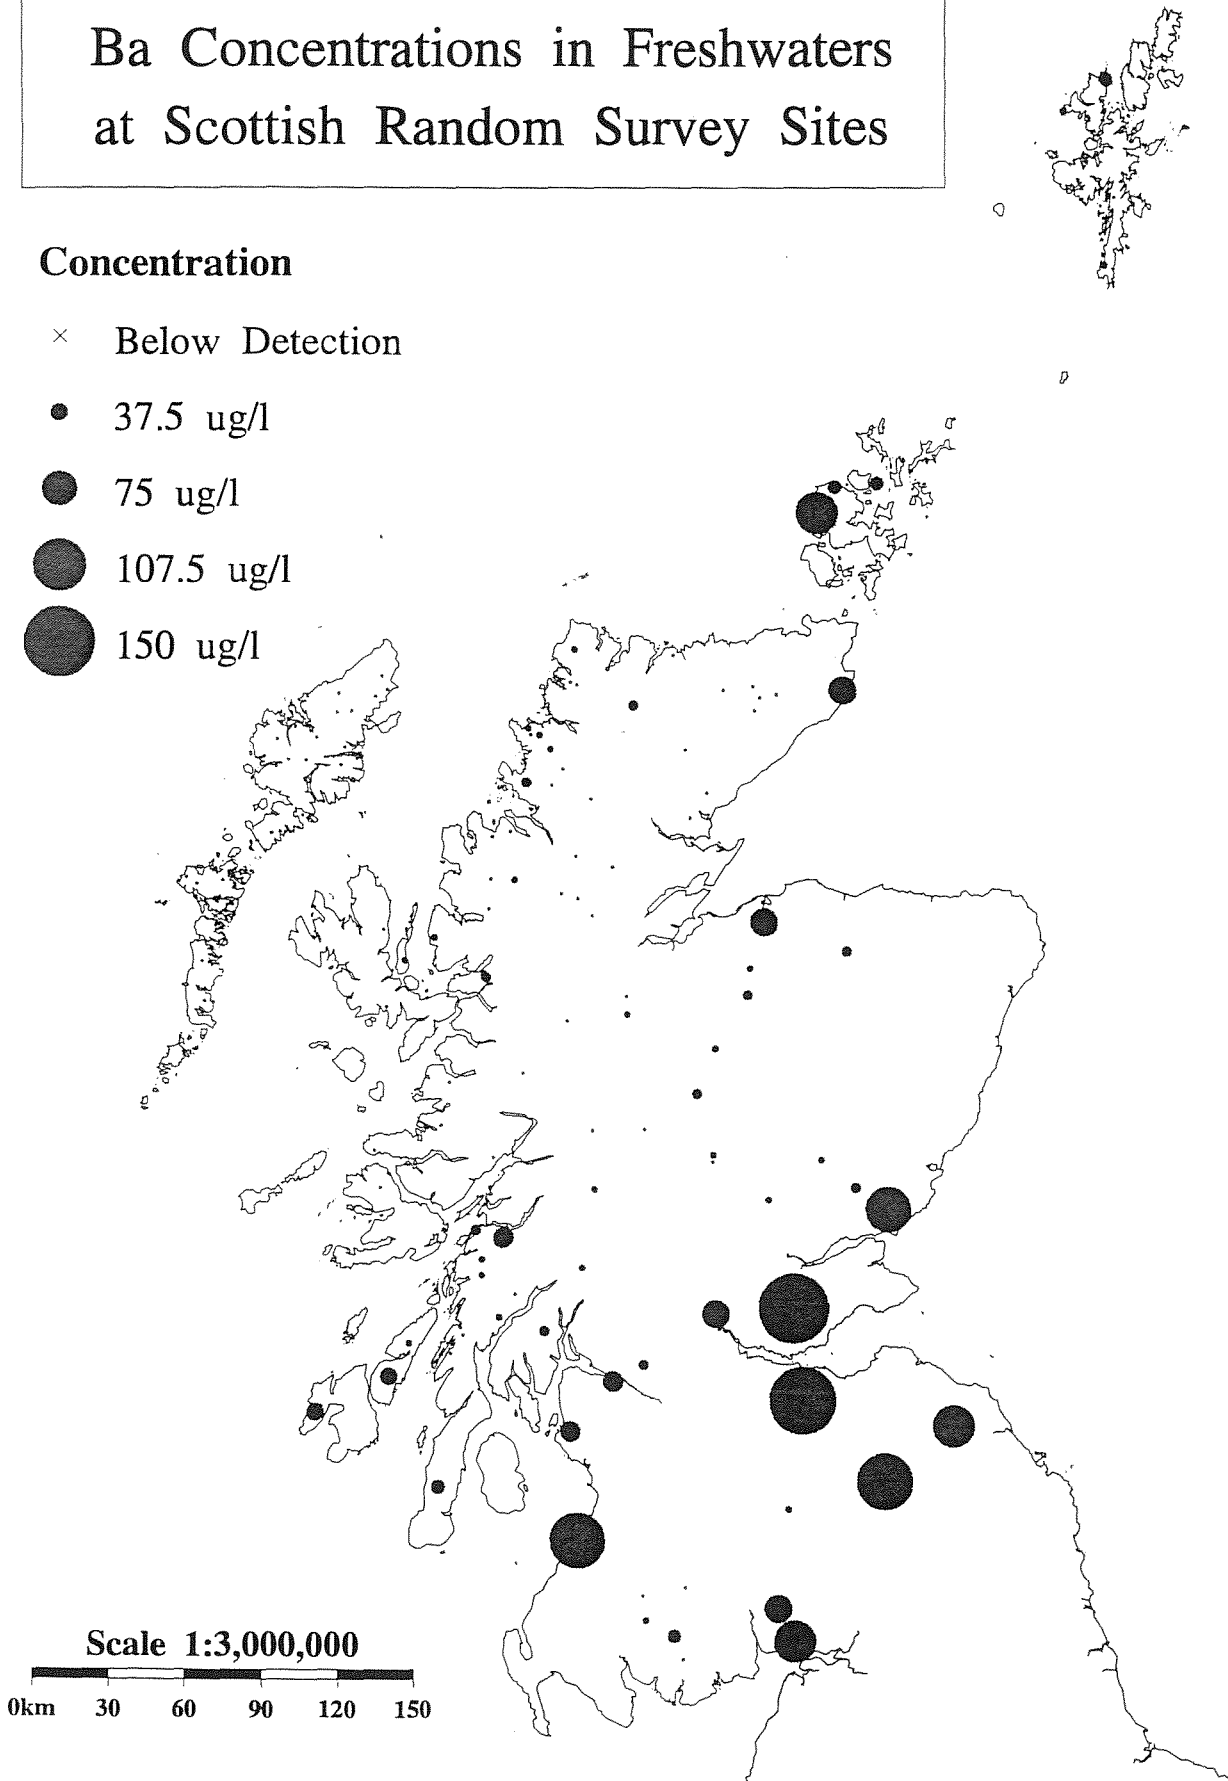 Ba Concentrations in Freshwaters
at Scottish Random Survey Sites
Concentration
× Below Detection
37.5 ug/l
75 ug/l
107.5 ug/l
150 ug/l
Scale 1:3,000,000
0km 30 60 90 120 150